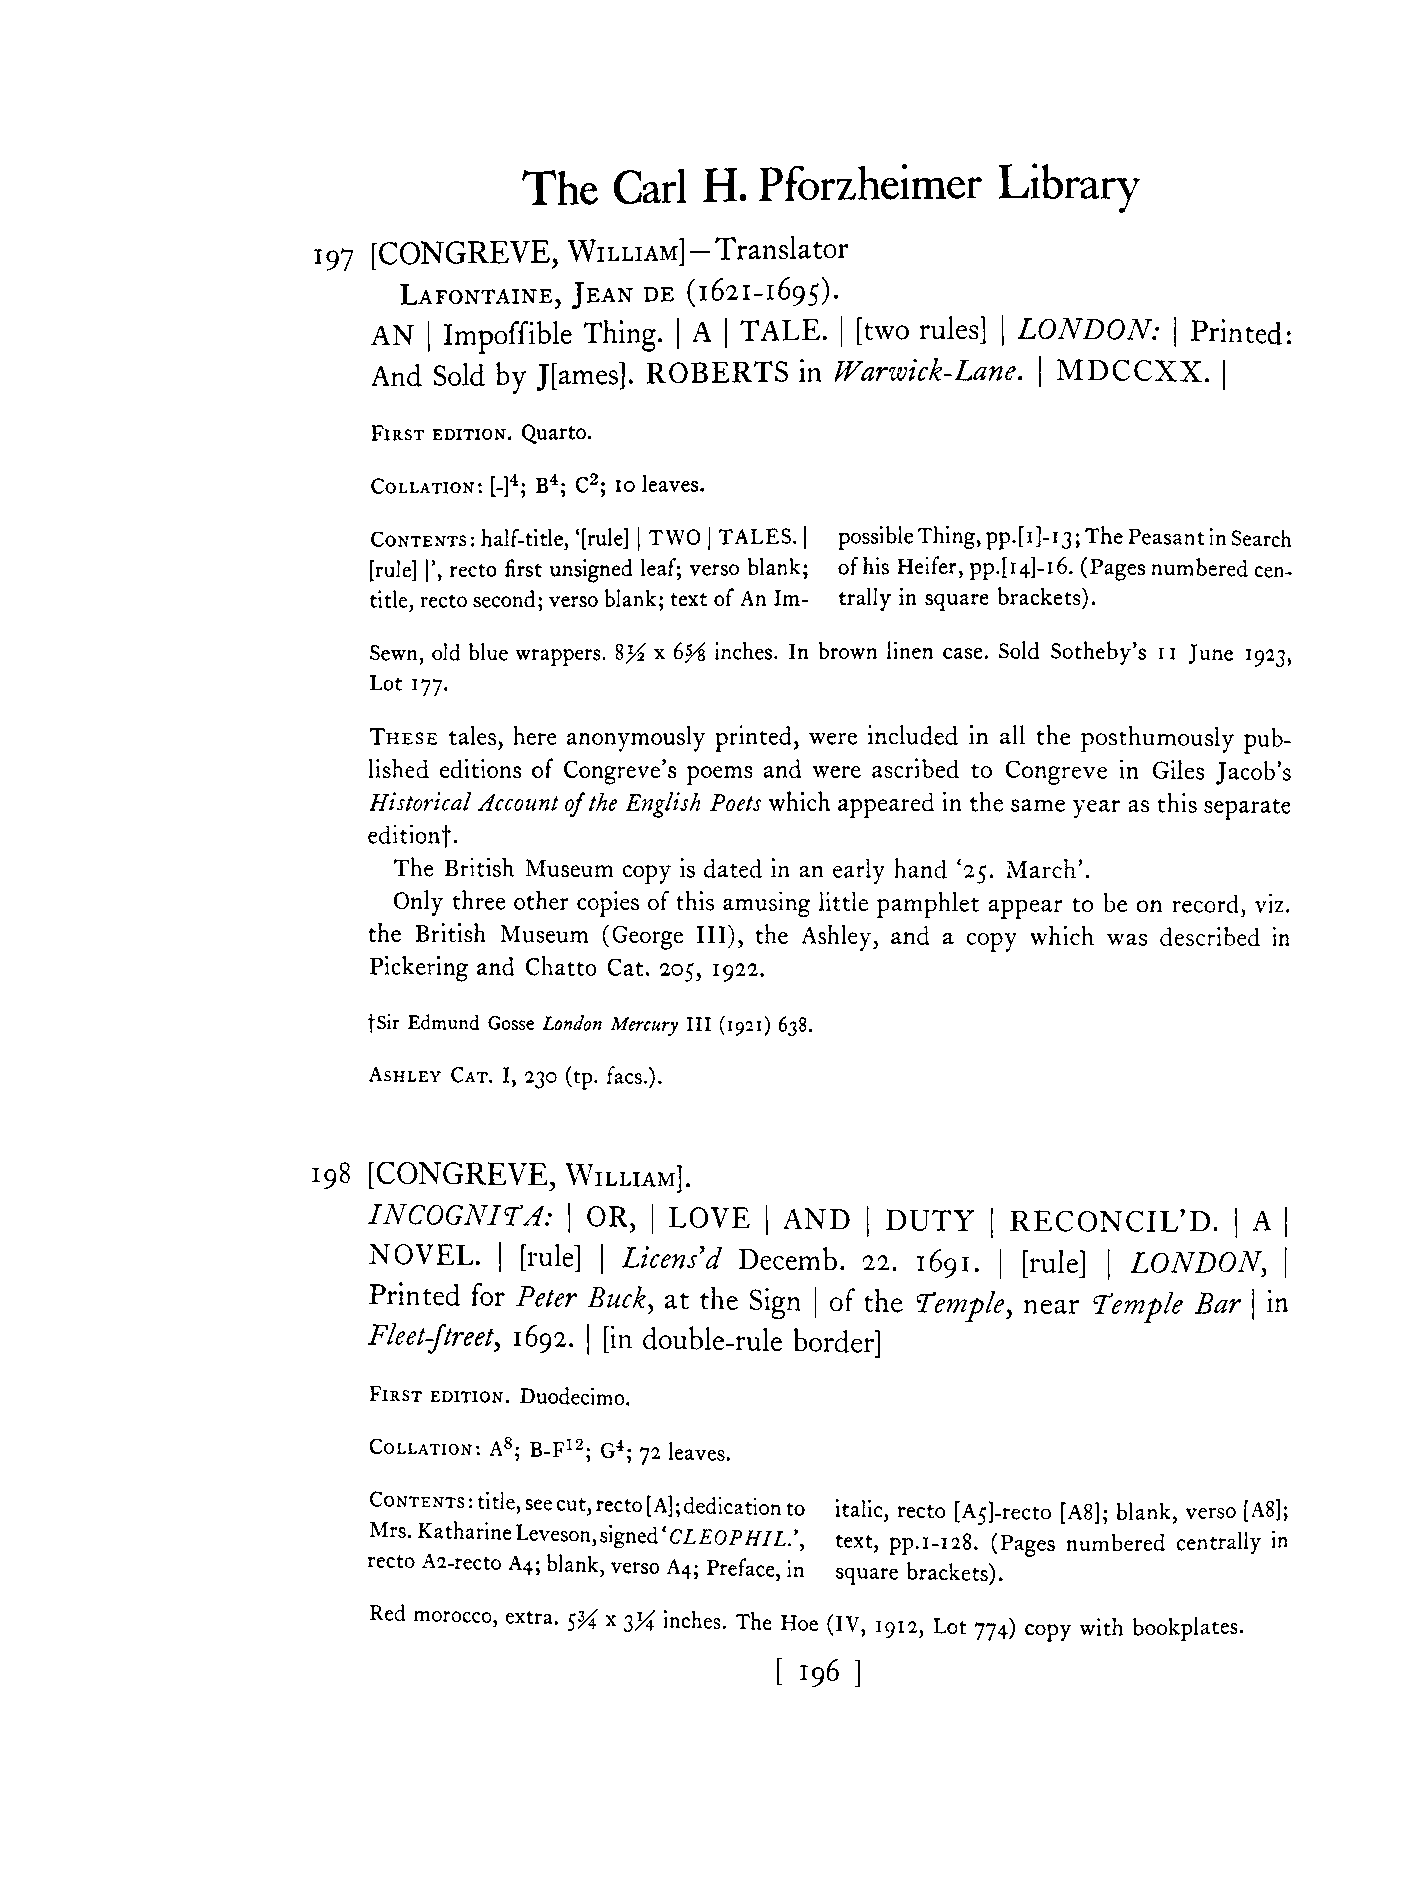 The Carl H. Pforzheimer Library
197 [CONGREVE, WILLIAM]—Translator
LAFONTAINE, JEAN DE (1621-1695).
AN | Impoſſible Thing. | A | TALE. | [two rules] | LONDON: | Printed:
And Sold by J[ames]. ROBERTS in Warwick-Lane. | MDCCXX. |
FIRST EDITION. Quarto.
COLLATION: [-]⁴; B⁴; C²; 10 leaves.
CONTENTS: half-title, ‘[rule] | TWO | TALES. |
[rule] |’, recto first unsigned leaf; verso blank;
title, recto second; verso blank; text of An Im-
possible Thing, pp.[1]-13; The Peasant in Search
of his Heifer, pp.[14]-16. (Pages numbered cen-
trally in square brackets).
Sewn, old blue wrappers. 8½ x 6⅝ inches. In brown linen case. Sold Sotheby’s 11 June 1923,
Lot 177.
THESE tales, here anonymously printed, were included in all the posthumously pub-
lished editions of Congreve’s poems and were ascribed to Congreve in Giles Jacob’s
Historical Account of the English Poets which appeared in the same year as this separate
edition†.
The British Museum copy is dated in an early hand ‘25. March’.
Only three other copies of this amusing little pamphlet appear to be on record, viz.
the British Museum (George III), the Ashley, and a copy which was described in
Pickering and Chatto Cat. 205, 1922.
†Sir Edmund Gosse London Mercury III (1921) 638.
ASHLEY CAT. I, 230 (tp. facs.).
198 [CONGREVE, WILLIAM].
INCOGNITA: | OR, | LOVE | AND | DUTY | RECONCIL’D. | A |
NOVEL. | [rule] | Licens’d Decemb. 22. 1691. | [rule] | LONDON, |
Printed for Peter Buck, at the Sign | of the Temple, near Temple Bar | in
Fleet-ſtreet, 1692. | [in double-rule border]
FIRST EDITION. Duodecimo.
COLLATION: A⁸; B-F¹²; G⁴; 72 leaves.
CONTENTS: title, see cut, recto [A]; dedication to
Mrs. Katharine Leveson, signed ‘CLEOPHIL.’,
recto A2-recto A4; blank, verso A4; Preface, in
italic, recto [A5]-recto [A8]; blank, verso [A8];
text, pp.1-128. (Pages numbered centrally in
square brackets).
Red morocco, extra. 5¾ x 3¼ inches. The Hoe (IV, 1912, Lot 774) copy with bookplates.
[ 196 ]